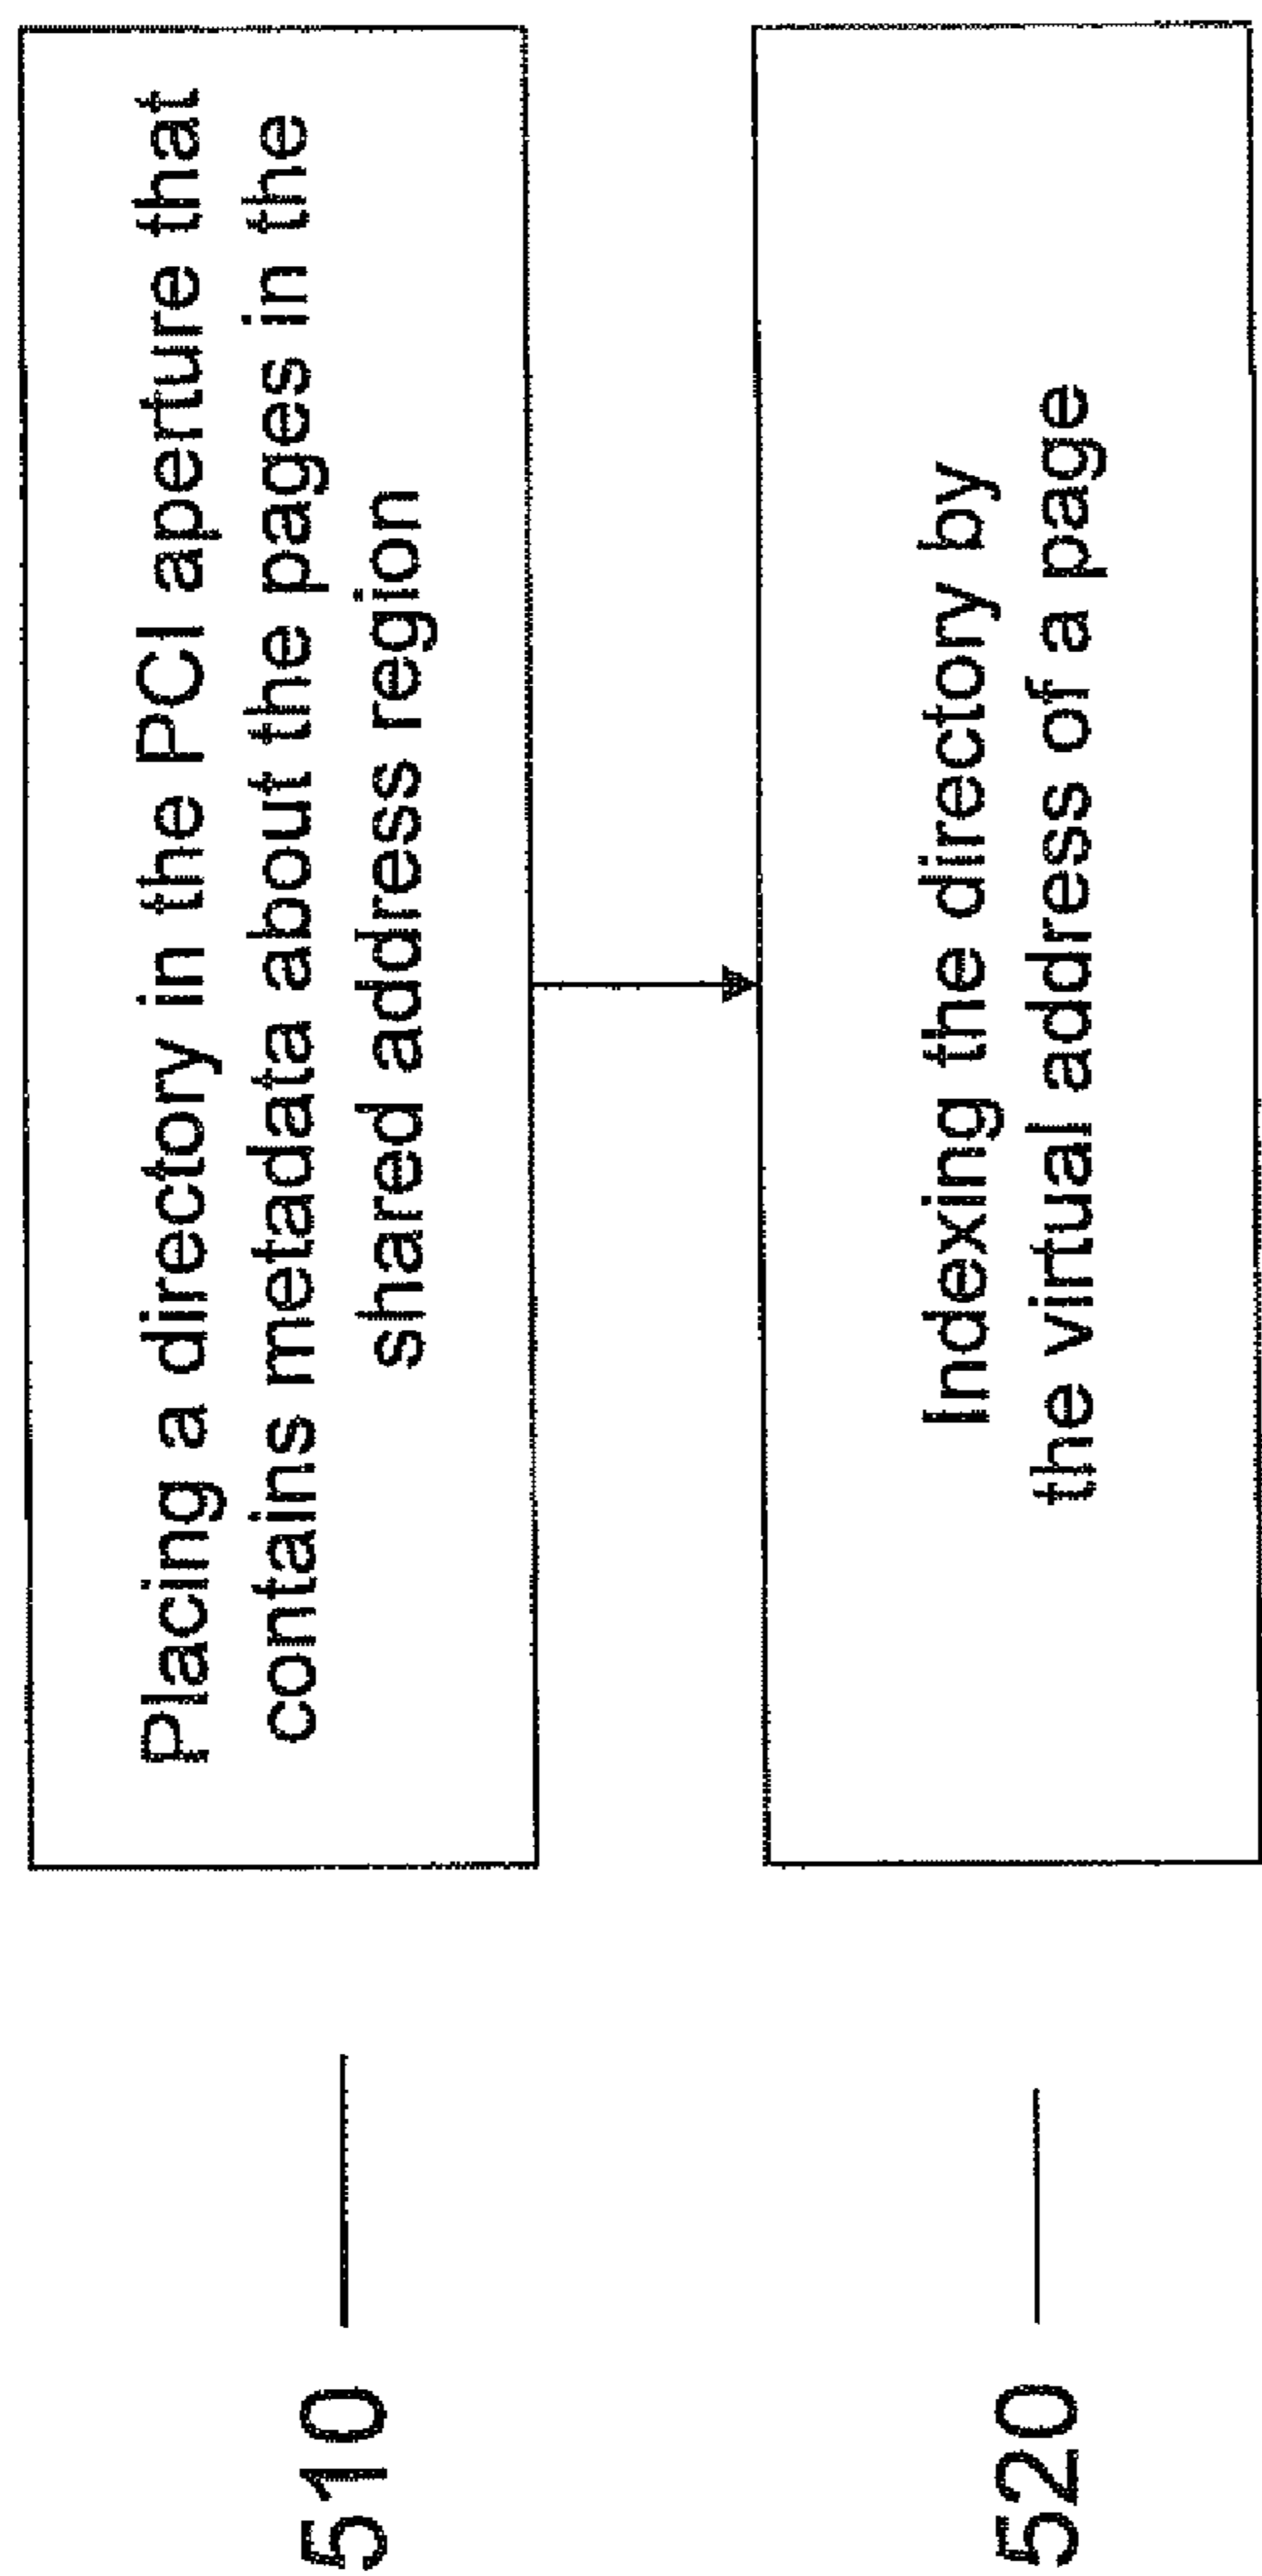 510
Placing a directory in the PCI aperture that
contains metadata about the pages in the
shared address region
520
Indexing the directory by
the virtual address of a page